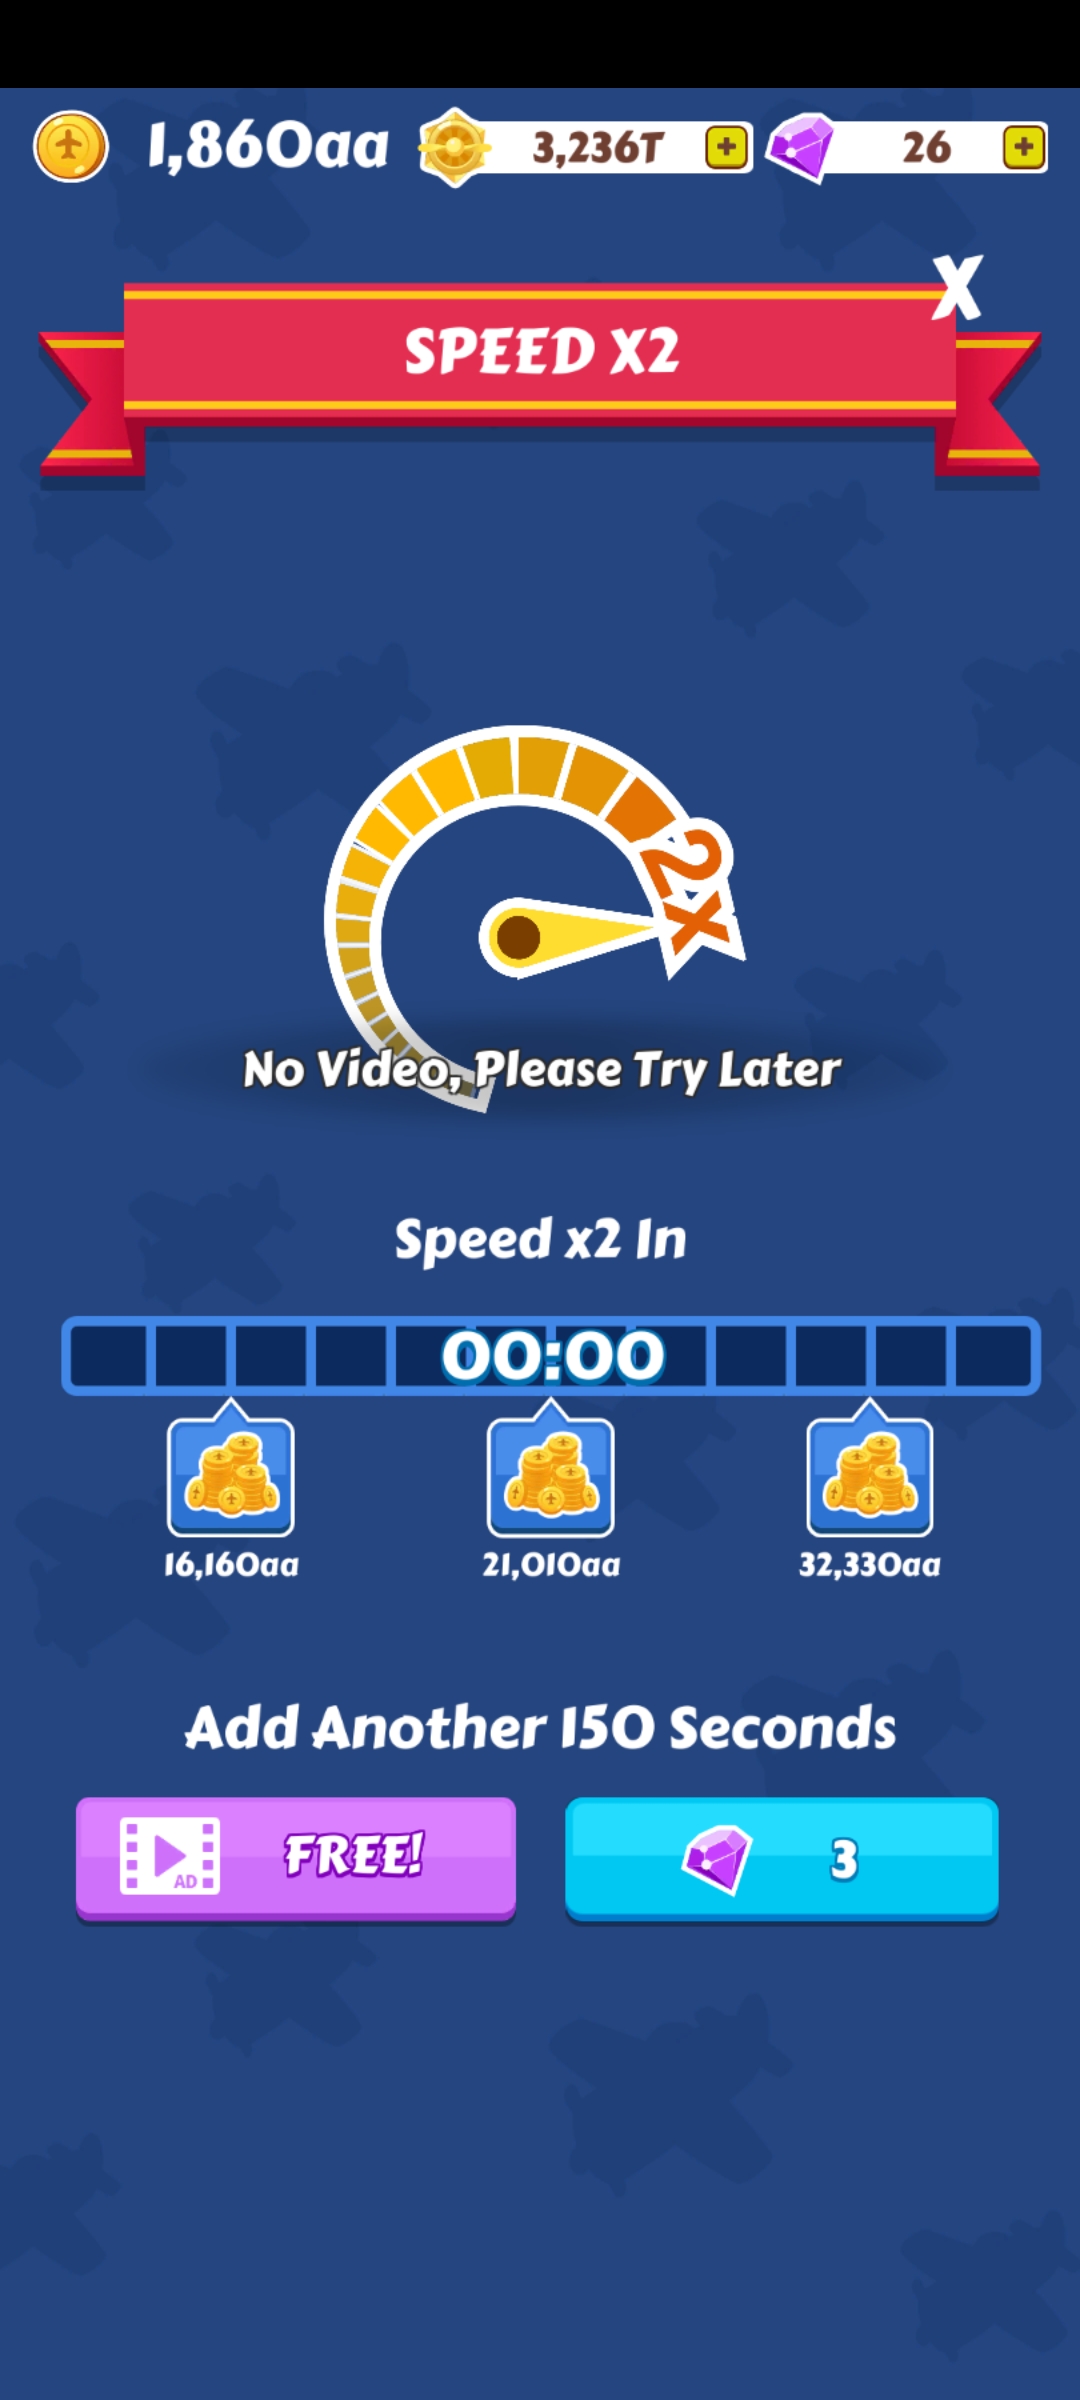 1,860aa 3,236T + 26 +
X
SPEED X2
2x
No Video, Please Try Later
Speed x2 In
00:00
16,160aa 21,010aa 32,330aa
Add Another 150 Seconds
AD FREE! 3